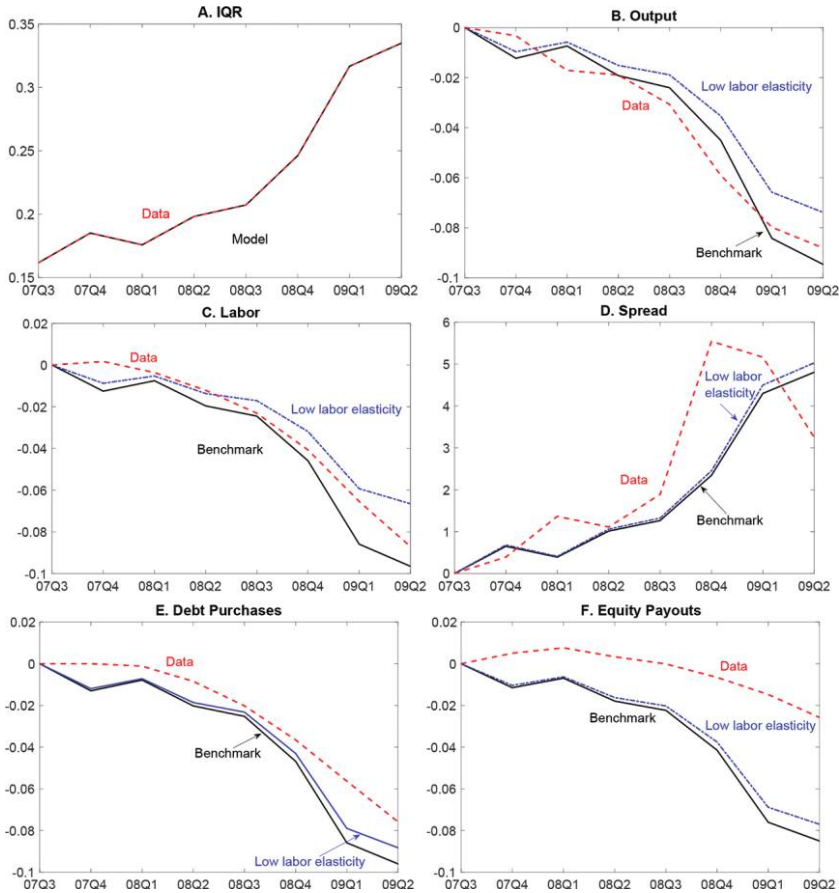 A. IQR
0.35
0.3
0.25
0.2
0.15
Data
Model
07Q3 07Q4 08Q1 08Q2 08Q3 08Q4 09Q1 09Q2
B. Output
0
-0.02
-0.04
-0.06
-0.08
-0.1
Low labor elasticity
Data
Benchmark
07Q3 07Q4 08Q1 08Q2 08Q3 08Q4 09Q1 09Q2
C. Labor
0.02
0
-0.02
-0.04
-0.06
-0.08
-0.1
Data
Low labor elasticity
Benchmark
07Q3 07Q4 08Q1 08Q2 08Q3 08Q4 09Q1 09Q2
D. Spread
6
5
4
3
2
1
0
Low labor
elasticity
Data
Benchmark
07Q3 07Q4 08Q1 08Q2 08Q3 08Q4 09Q1 09Q2
E. Debt Purchases
0.02
0
-0.02
-0.04
-0.06
-0.08
-0.1
Data
Benchmark
Low labor elasticity
07Q3 07Q4 08Q1 08Q2 08Q3 08Q4 09Q1 09Q2
F. Equity Payouts
0.02
0
-0.02
-0.04
-0.06
-0.08
-0.1
Data
Benchmark
Low labor elasticity
07Q3 07Q4 08Q1 08Q2 08Q3 08Q4 09Q1 09Q2